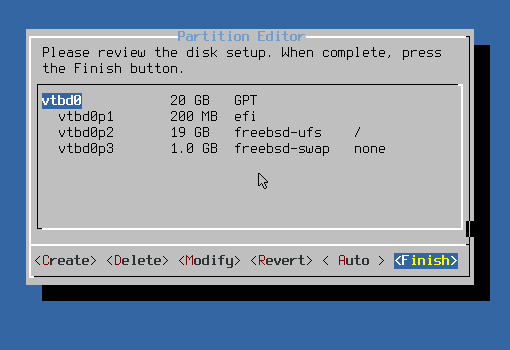 Partition Editor
Please review the disk setup. When complete, press
the Finish button.
vtbd0 20 GB GPT
vtbd0p1 200 MB efi
vtbd0p2 19 GB freebsd-ufs /
vtbd0p3 1.0 GB freebsd-swap none
<Create> <Delete> <Modify> <Revert> < Auto > <Finish>